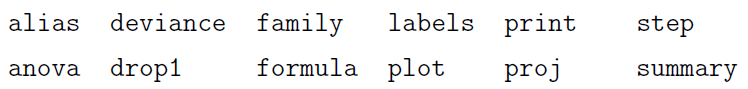 alias deviance family labels print step
anova drop1 formula plot proj summary